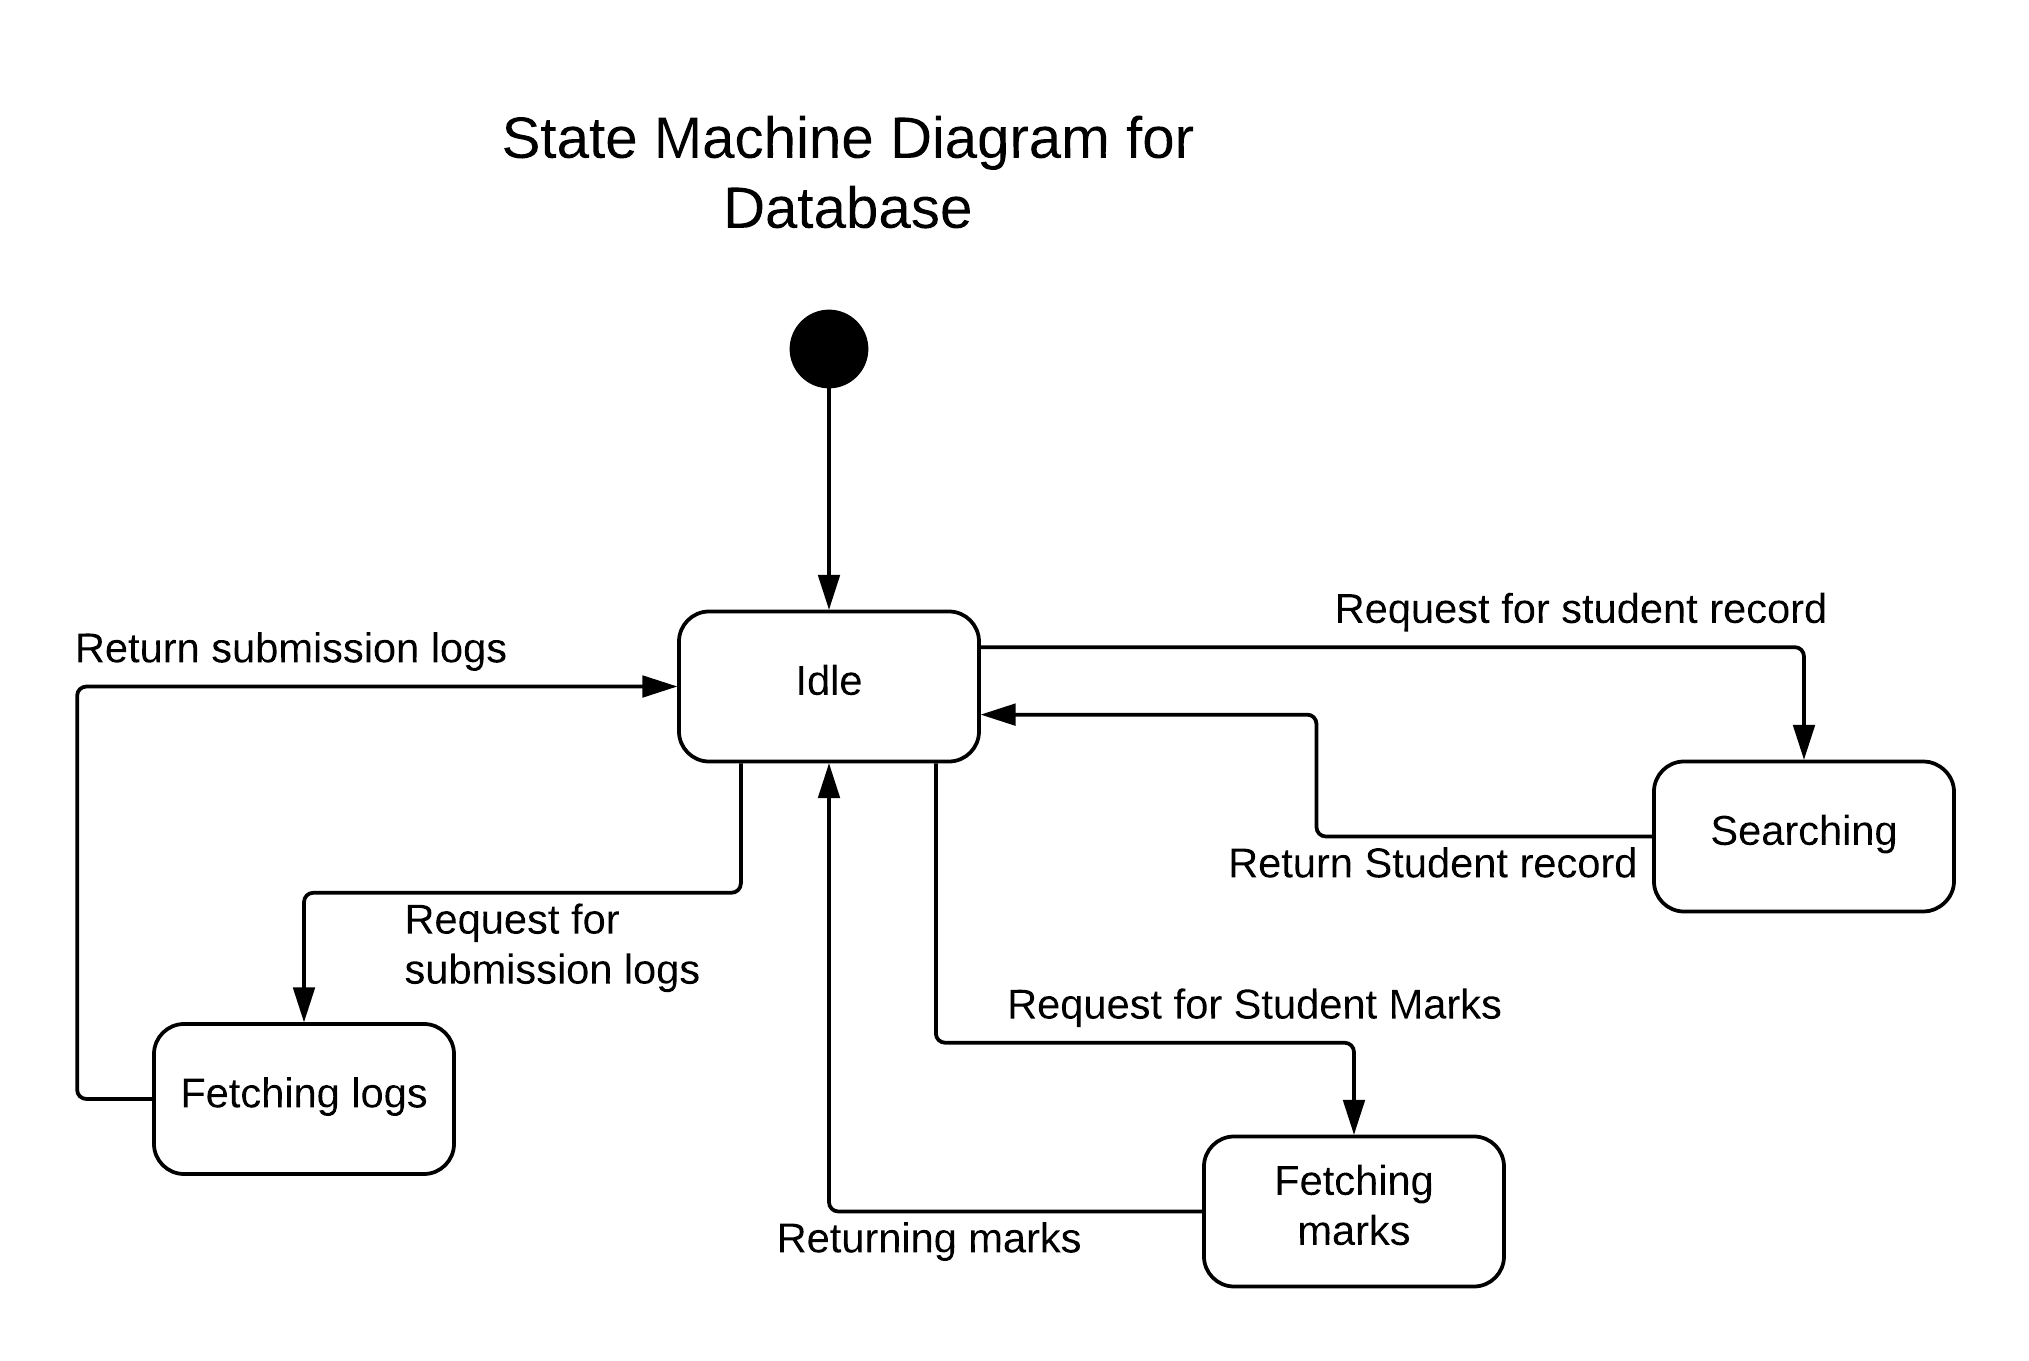 State Machine Diagram for
Database
Request for student record
Return submission logs
Idle
Searching
Return Student record
Request for
submission logs
Request for Student Marks
Fetching logs
Fetching
marks
Returning marks